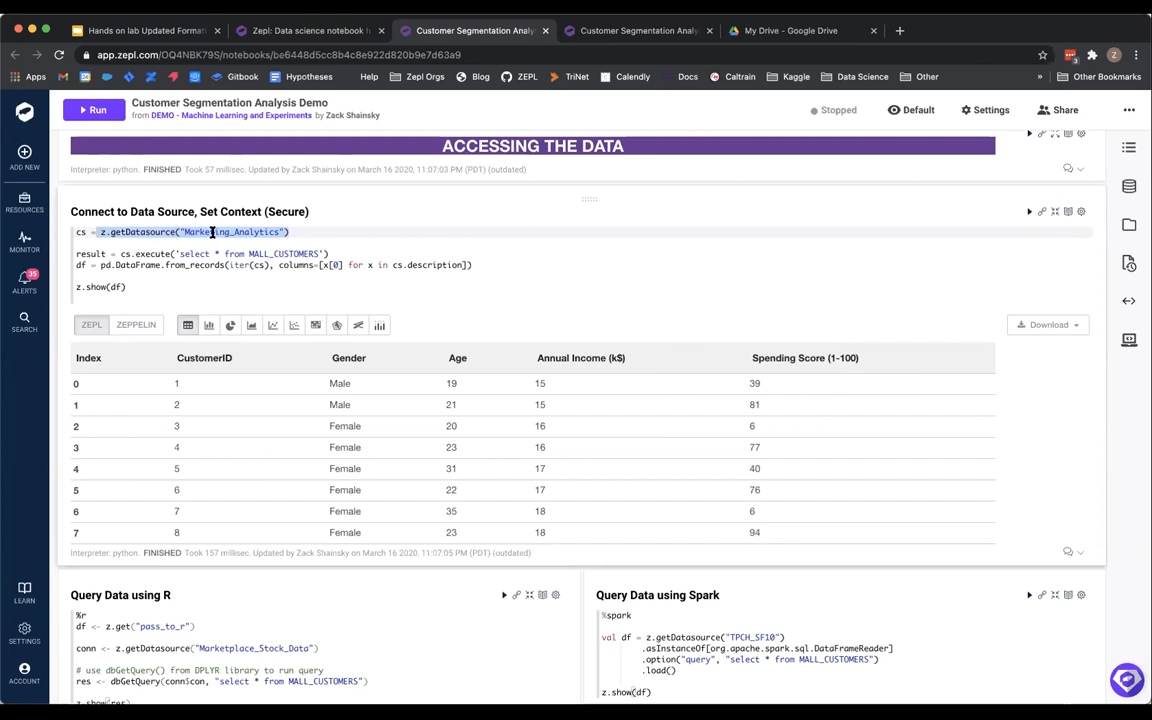 Hands on lab Updated Formati
Zepl: Data science notebook h
Customer Segmentation Analy
Customer Segmentation Analy
My Drive - Google Drive
app.zepl.com/OQ4NBK79S/notebooks/be6448d5cc8b4c8e922d820b9e7d63a9
Apps
Gitbook
Hypotheses
Help
Zepl Orgs
Blog
ZEPL
TriNet
Calendly
Docs
Caltrain
Kaggle
Data Science
Other
»
Other Bookmarks
Run
Customer Segmentation Analysis Demo
from DEMO - Machine Learning and Experiments by Zack Shainsky
Stopped
Default
Settings
Share
ADD NEW
RESOURCES
MONITOR
35
ALERTS
SEARCH
LEARN
SETTINGS
ACCOUNT
ACCESSING THE DATA
Interpreter: python. FINISHED Took 57 millisec. Updated by Zack Shainsky on March 16 2020, 11:07:03 PM (PDT) (outdated)
Connect to Data Source, Set Context (Secure)
cs = z.getDatasource("Marketing_Analytics")
result = cs.execute('select * from MALL_CUSTOMERS')
df = pd.DataFrame.from_records(iter(cs), columns=[x[0] for x in cs.description])
z.show(df)
ZEPL ZEPPELIN
Download
Index CustomerID Gender Age Annual Income (k$) Spending Score (1-100)
0 1 Male 19 15 39
1 2 Male 21 15 81
2 3 Female 20 16 6
3 4 Female 23 16 77
4 5 Female 31 17 40
5 6 Female 22 17 76
6 7 Female 35 18 6
7 8 Female 23 18 94
Interpreter: python. FINISHED Took 157 millisec. Updated by Zack Shainsky on March 16 2020, 11:07:05 PM (PDT) (outdated)
Query Data using R
%r
df <- z.get("pass_to_r")
conn <- z.getDatasource("Marketplace_Stock_Data")
# use dbGetQuery() from DPLYR library to run query
res <- dbGetQuery(conn$con, "select * from MALL_CUSTOMERS")
z.show(res)
Query Data using Spark
%spark
val df = z.getDatasource("TPCH_SF10")
.asInstanceOf[org.apache.spark.sql.DataFrameReader]
.option("query", "select * from MALL_CUSTOMERS")
.load()
z.show(df)